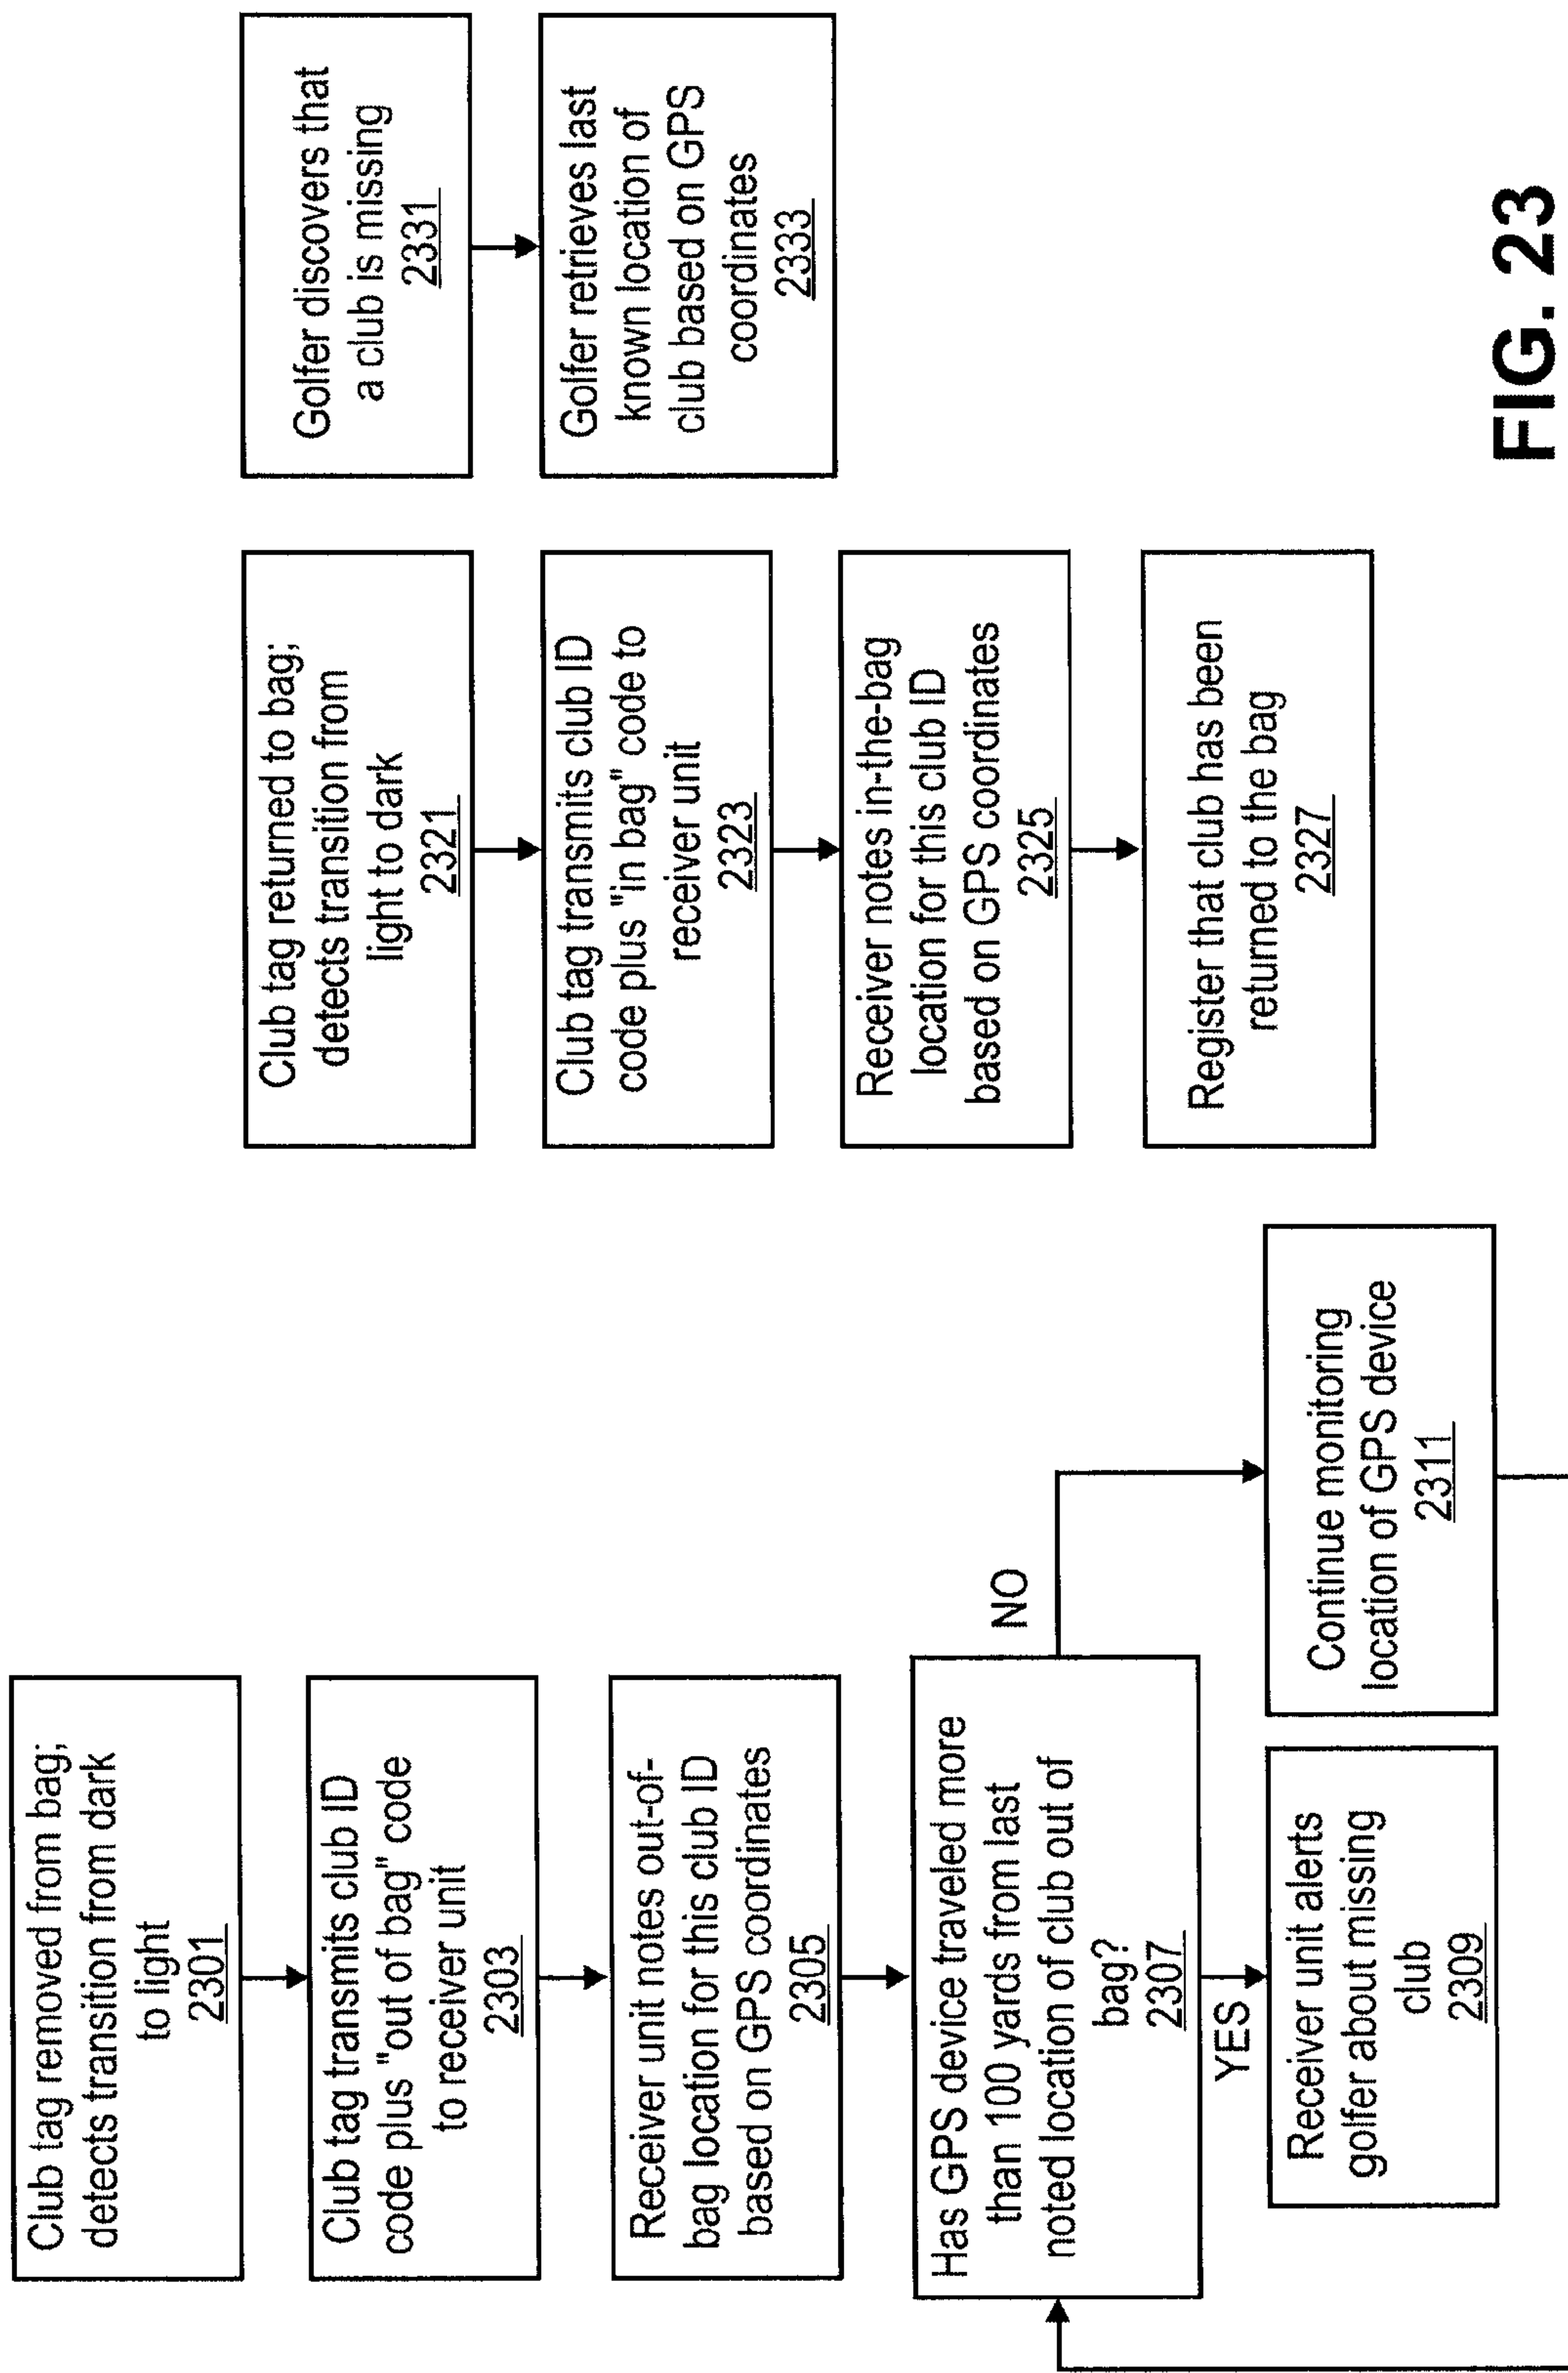 Club tag removed from bag;
detects transition from dark
to light
2301
Club tag transmits club ID
code plus "out of bag" code
to receiver unit
2303
Receiver unit notes out-of-
bag location for this club ID
based on GPS coordinates
2305
Has GPS device traveled more
than 100 yards from last
noted location of club out of
bag?
2307
NO
YES
Receiver unit alerts
golfer about missing
club
2309
Continue monitoring
location of GPS device
2311
Club tag returned to bag;
detects transition from
light to dark
2321
Club tag transmits club ID
code plus "in bag" code to
receiver unit
2323
Receiver notes in-the-bag
location for this club ID
based on GPS coordinates
2325
Register that club has been
returned to the bag
2327
Golfer discovers that
a club is missing
2331
Golfer retrieves last
known location of
club based on GPS
coordinates
2333
FIG. 23